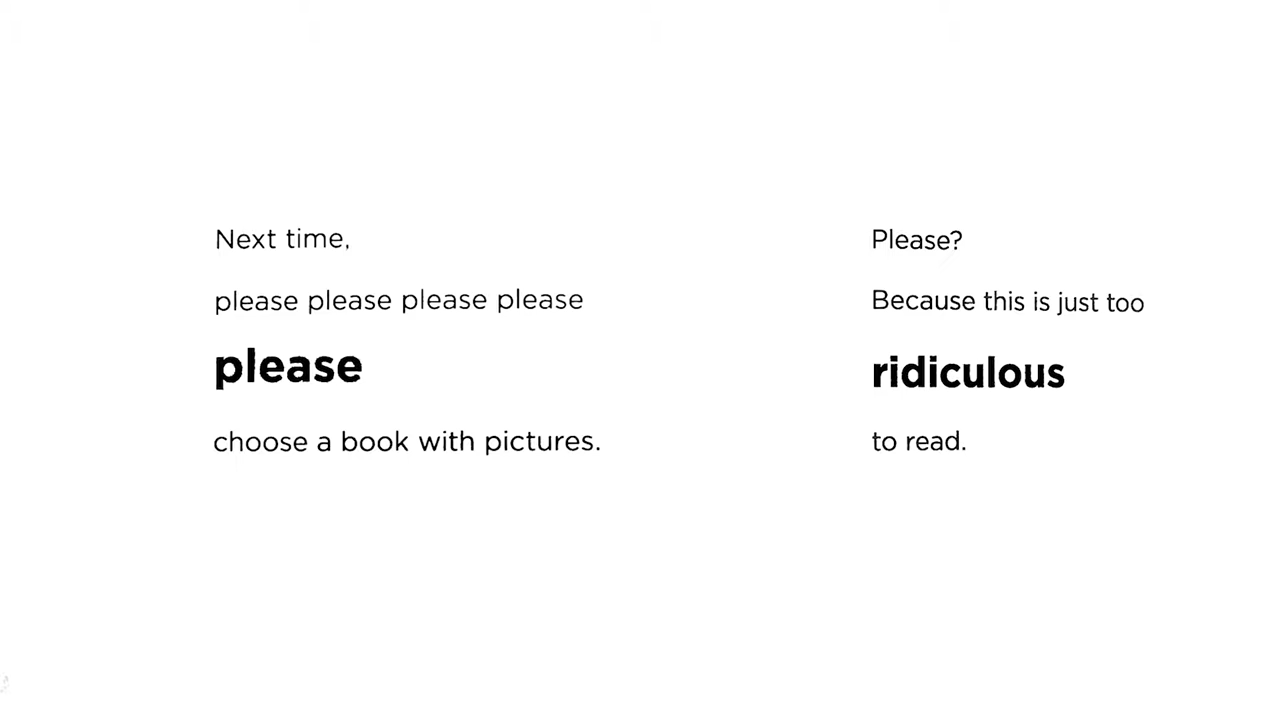 Next time,
please please please please
please
choose a book with pictures.
Please?
Because this is just too
ridiculous
to read.